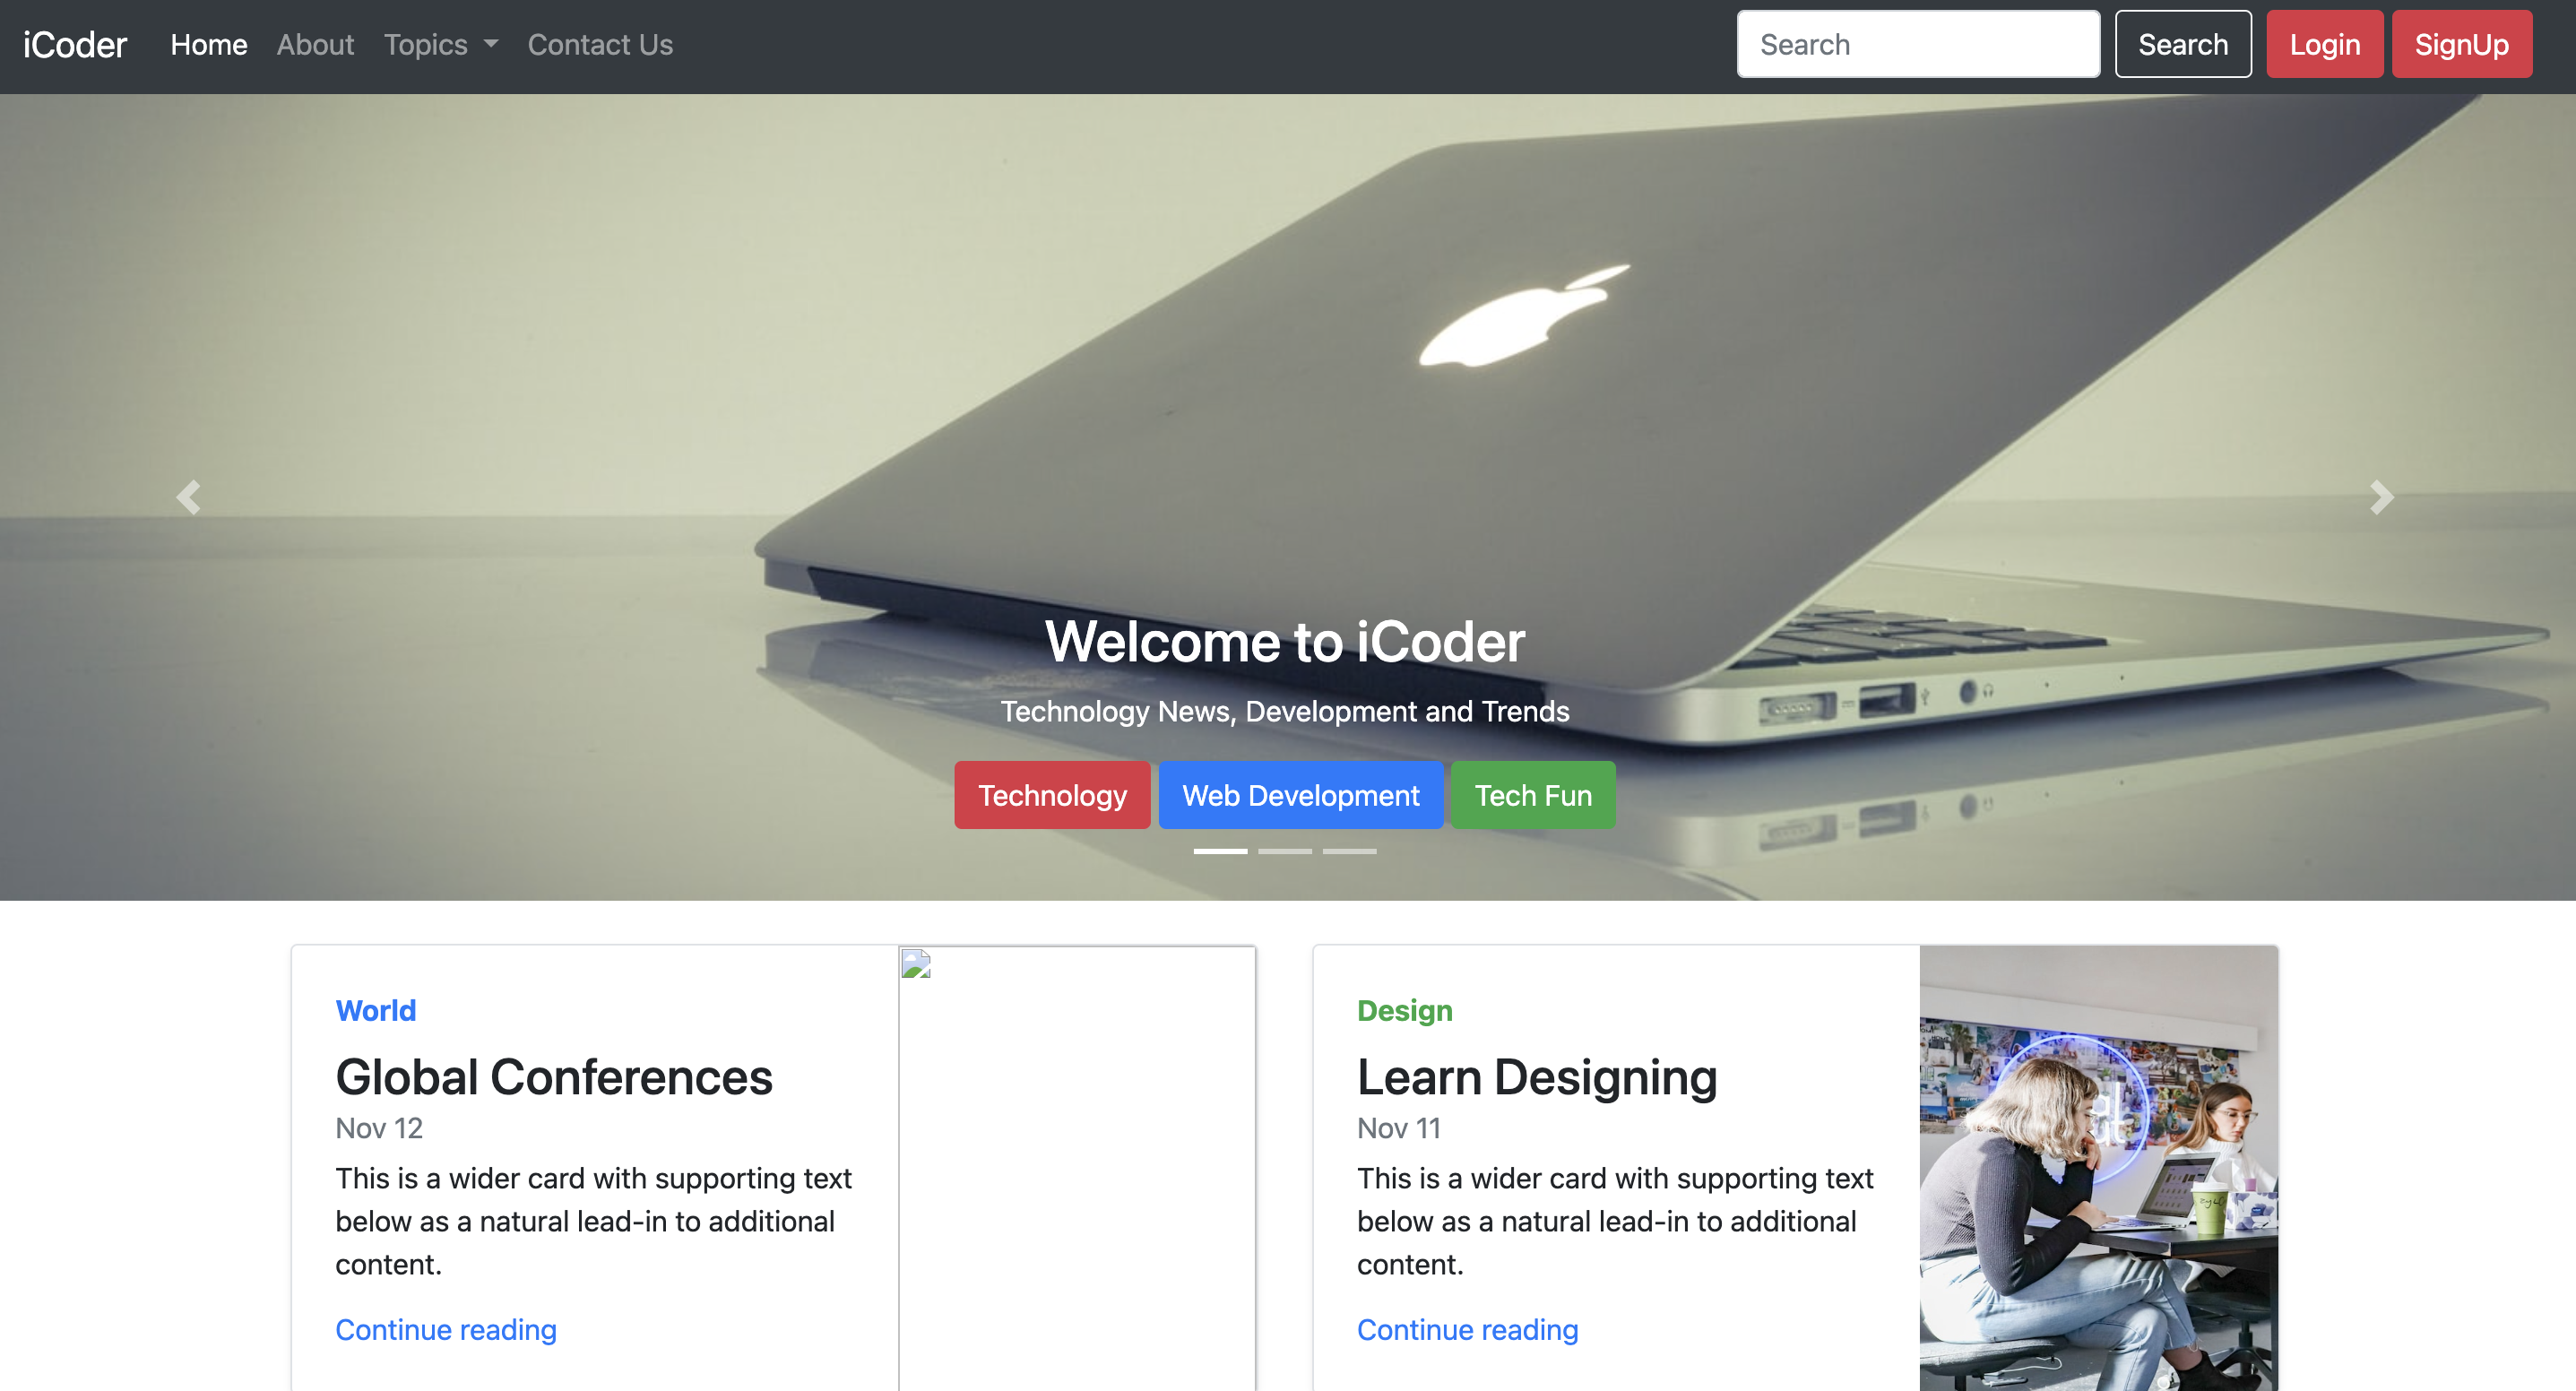 iCoder Home About Topics Contact Us Search Search Login SignUp
Welcome to iCoder
Technology News, Development and Trends
Technology Web Development Tech Fun
World
Global Conferences
Nov 12
This is a wider card with supporting text
below as a natural lead-in to additional
content.
Continue reading
Design
Learn Designing
Nov 11
This is a wider card with supporting text
below as a natural lead-in to additional
content.
Continue reading